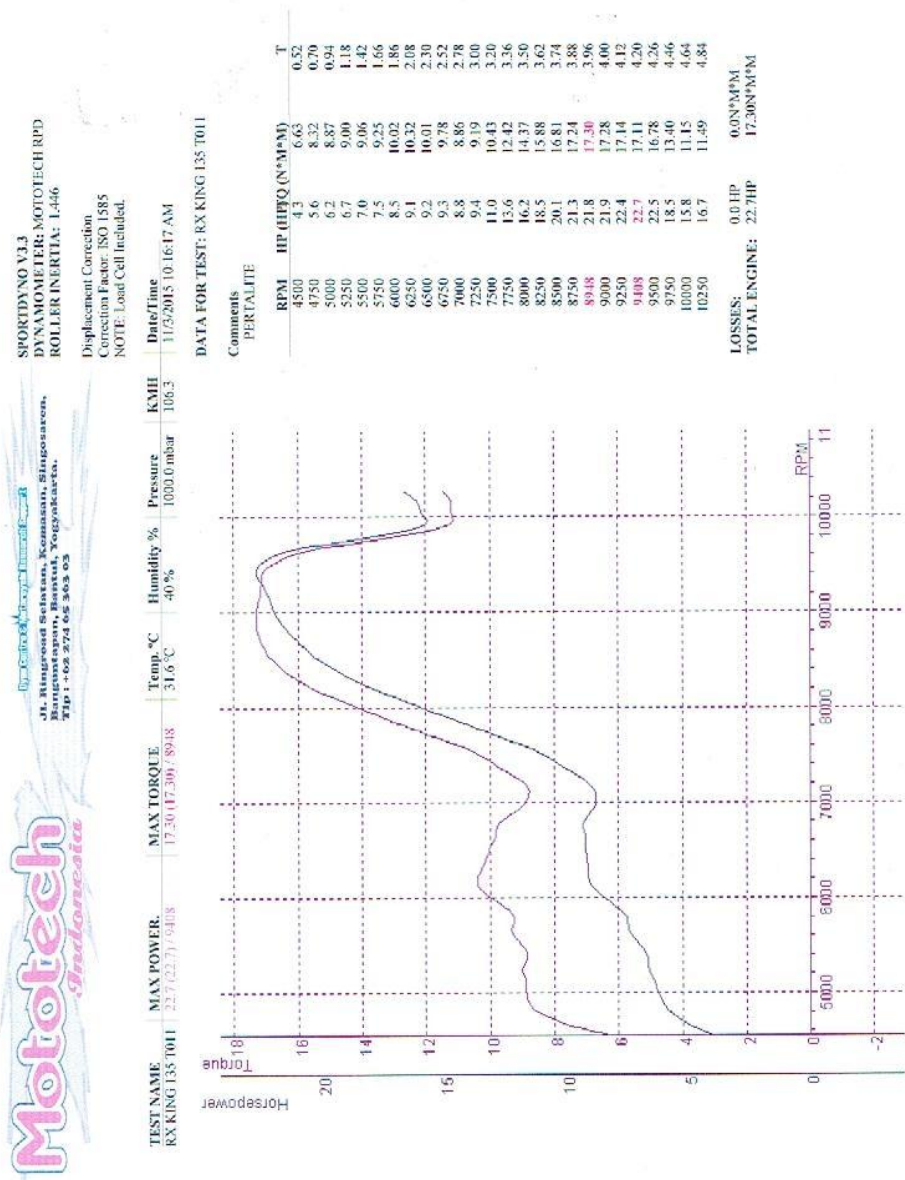 Mototech
Indonesia
Jl. Ringroad Selatan, Kemasan, Singosaren,
Banguntapan, Bantul, Yogyakarta.
Tlp : +62 274 65 363 03
SPORTDYNO V3.3
DYNAMOMETER: MOTOTECH RPD
ROLLER INERTIA: 1.446
Displacement Correction
Correction Factor: ISO 1585
NOTE: Load Cell Included.
TEST NAME MAX POWER. MAX TORQUE Temp. °C Humidity % Pressure KMH Date/Time
RX KING 135 T011 22.7 (22.7) / 9408 17.30 (17.30) / 8948 31.6 °C 40 % 1000.0 mbar 106.3 11/3/2015 10:16:17 AM
DATA FOR TEST: RX KING 135 T011
Comments
PERTALITE
RPM HP (HP) TQ (N*M*M) T
4500 4.3 6.63 0.52
4750 5.6 8.32 0.70
5000 6.2 8.87 0.94
5250 6.7 9.00 1.18
5500 7.0 9.06 1.42
5750 7.5 9.25 1.66
6000 8.5 10.02 1.86
6250 9.1 10.32 2.08
6500 9.2 10.01 2.30
6750 9.3 9.78 2.52
7000 8.8 8.86 2.78
7250 9.4 9.19 3.00
7500 11.0 10.43 3.20
7750 13.6 12.42 3.36
8000 16.2 14.37 3.50
8250 18.5 15.88 3.62
8500 20.1 16.81 3.74
8750 21.3 17.24 3.88
8948 21.8 17.30 3.96
9000 21.9 17.28 4.00
9250 22.4 17.14 4.12
9408 22.7 17.11 4.20
9500 22.5 16.78 4.26
9750 18.5 13.40 4.46
10000 15.8 11.15 4.64
10250 16.7 11.49 4.84
LOSSES: 0.0 HP 0.0N*M*M
TOTAL ENGINE: 22.7HP 17.30N*M*M
Horsepower
20
15
10
5
0
Torque
18
16
14
12
10
8
6
4
2
0
-2
5000 6000 7000 8000 9000 10000 11
RPM